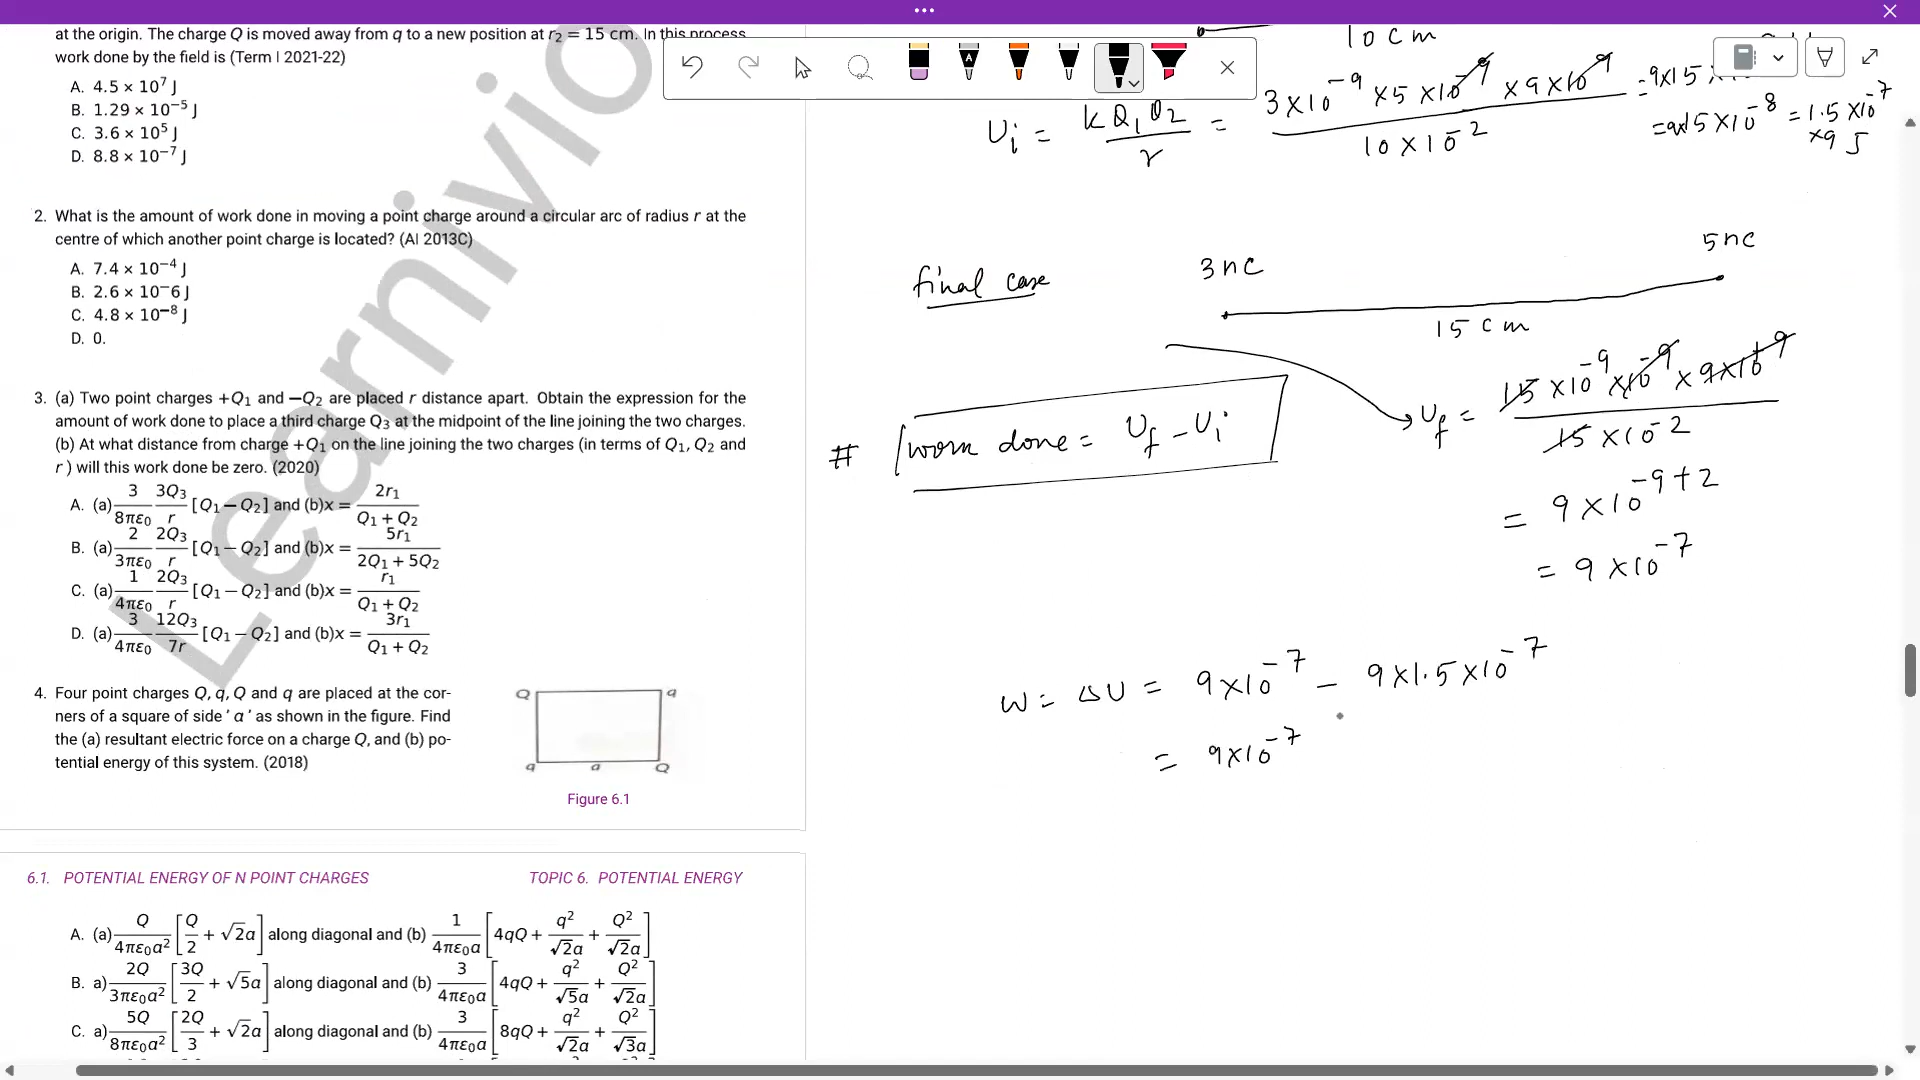 at the origin. The charge Q is moved away from q to a new position at r₂ = 15 cm. In this process
work done by the field is (Term I 2021-22)
A. 4.5 × 10⁷ J
B. 1.29 × 10⁻⁵ J
C. 3.6 × 10⁵ J
D. 8.8 × 10⁻⁷ J
2. What is the amount of work done in moving a point charge around a circular arc of radius r at the
centre of which another point charge is located? (AI 2013C)
A. 7.4 × 10⁻⁴ J
B. 2.6 × 10⁻6 J
C. 4.8 × 10⁻⁸ J
D. 0.
3. (a) Two point charges +Q₁ and −Q₂ are placed r distance apart. Obtain the expression for the
amount of work done to place a third charge Q₃ at the midpoint of the line joining the two charges.
(b) At what distance from charge +Q₁ on the line joining the two charges (in terms of Q₁, Q₂ and
r ) will this work done be zero. (2020)
A. (a) 3/8πε₀ 3Q₃/r [Q₁ − Q₂] and (b)x = 2r₁/Q₁ + Q₂
B. (a) 2/3πε₀ 2Q₃/r [Q₁ − Q₂] and (b)x = 5r₁/2Q₁ + 5Q₂
C. (a) 1/4πε₀ 2Q₃/r [Q₁ − Q₂] and (b)x = r₁/Q₁ + Q₂
D. (a) 3/4πε₀ 12Q₃/7r [Q₁ − Q₂] and (b)x = 3r₁/Q₁ + Q₂
4. Four point charges Q, q, Q and q are placed at the cor-
ners of a square of side ' a ' as shown in the figure. Find
the (a) resultant electric force on a charge Q, and (b) po-
tential energy of this system. (2018)
Q q
q a Q
Figure 6.1
6.1. POTENTIAL ENERGY OF N POINT CHARGES TOPIC 6. POTENTIAL ENERGY
A. (a) Q/4πε₀a² [Q/2 + √2a] along diagonal and (b) 1/4πε₀a [4qQ + q²/√2a + Q²/√2a]
B. a) 2Q/3πε₀a² [3Q/2 + √5a] along diagonal and (b) 3/4πε₀a [4qQ + q²/√5a + Q²/√2a]
C. a) 5Q/8πε₀a² [2Q/3 + √2a] along diagonal and (b) 3/4πε₀a [8qQ + q²/√2a + Q²/√3a]
Learnivio
10 cm
Uᵢ = kQ₁Q₂/r = 3×10⁻⁹ ×5 ×10⁻⁹ ×9×10⁹ / 10×10⁻²
= 9×15
= 9×15×10⁻⁸ = 1.5×10⁻⁷
×9 J
final case
3nc 5nc
15 cm
# work done = U_f − Uᵢ
U_f = 15×10⁻⁹×10⁻⁹×9×10⁺⁹ / 15×10⁻²
= 9×10⁻⁹⁺²
= 9×10⁻⁷
W = ΔU = 9×10⁻⁷ − 9×1.5×10⁻⁷
= 9×10⁻⁷